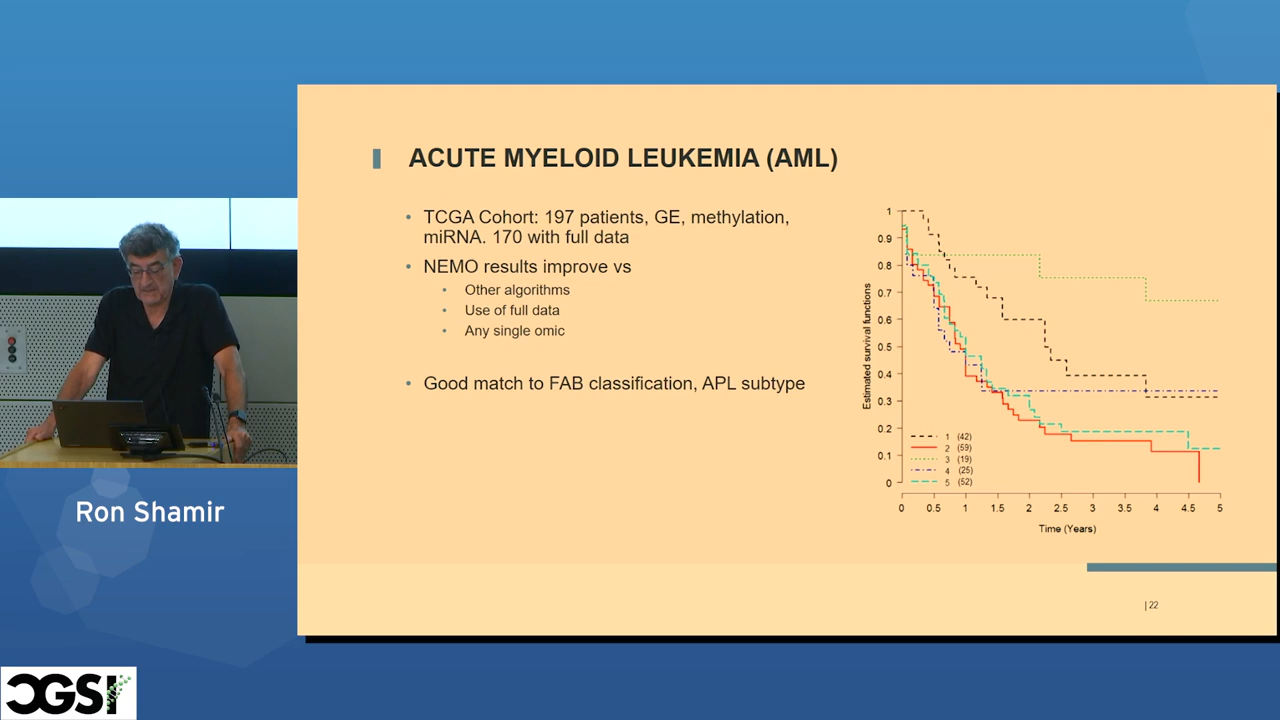 ACUTE MYELOID LEUKEMIA (AML)
• TCGA Cohort: 197 patients, GE, methylation,
miRNA. 170 with full data
• NEMO results improve vs
• Other algorithms
• Use of full data
• Any single omic
• Good match to FAB classification, APL subtype
Estimated survival functions
1
0.9
0.8
0.7
0.6
0.5
0.4
0.3
0.2
0.1
0
1 (42)
2 (59)
3 (19)
4 (25)
5 (52)
0 0.5 1 1.5 2 2.5 3 3.5 4 4.5 5
Time (Years)
| 22
Ron Shamir
CGSI